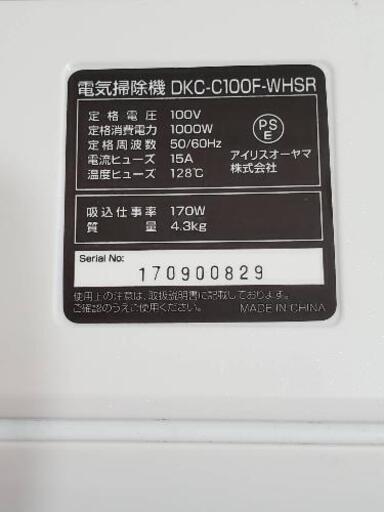 電気掃除機 DKC-C100F-WHSR
定格電圧 100V
定格消費電力 1000W
定格周波数 50/60Hz
電流ヒューズ 15A
温度ヒューズ 128℃
PS
E
アイリスオーヤマ
株式会社
吸込仕事率 170W
質量 4.3kg
Serial No:
170900829
使用上の注意は、取扱説明書に記載しております。
ご確認のうえご使用ください。 MADE IN CHINA